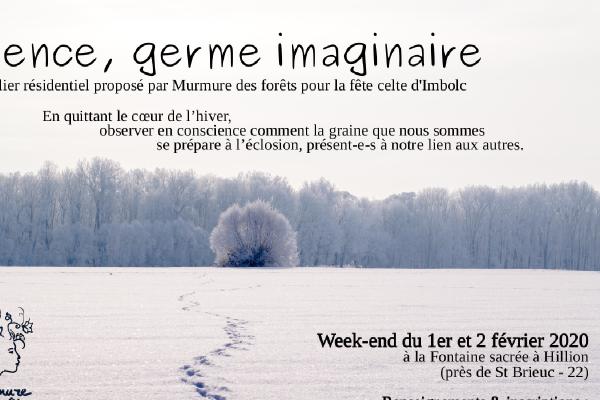 ence, germe imaginaire
lier résidentiel proposé par Murmure des forêts pour la fête celte d'Imbolc
En quittant le cœur de l’hiver,
observer en conscience comment la graine que nous sommes
se prépare à l’éclosion, présent-e-s à notre lien aux autres.
Week-end du 1er et 2 février 2020
à la Fontaine sacrée à Hillion
(près de St Brieuc - 22)
Renseignements & inscriptions :